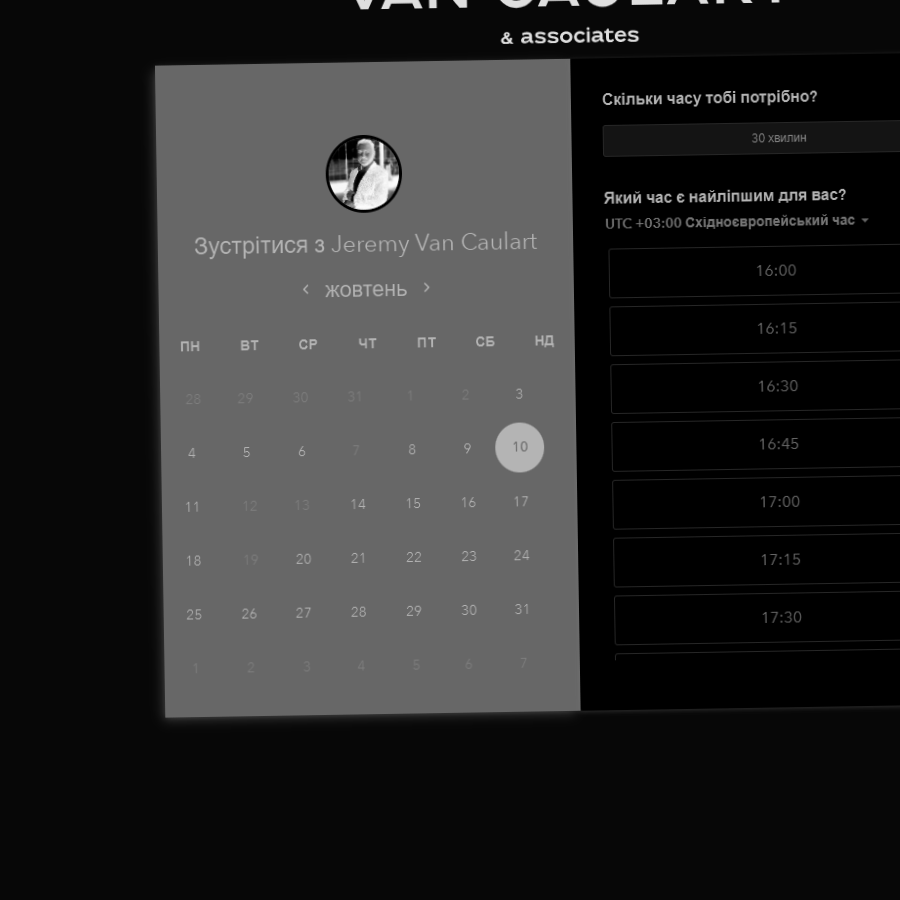 VAN CAULART
& associates
Зустрітися з Jeremy Van Caulart
жовтень
ПН ВТ СР ЧТ ПТ СБ НД
28 29 30 31 1 2 3
4 5 6 7 8 9 10
11 12 13 14 15 16 17
18 19 20 21 22 23 24
25 26 27 28 29 30 31
1 2 3 4 5 6 7
Скільки часу тобі потрібно?
30 хвилин
Який час є найліпшим для вас?
UTC +03:00 Східноєвропейський час
16:00
16:15
16:30
16:45
17:00
17:15
17:30